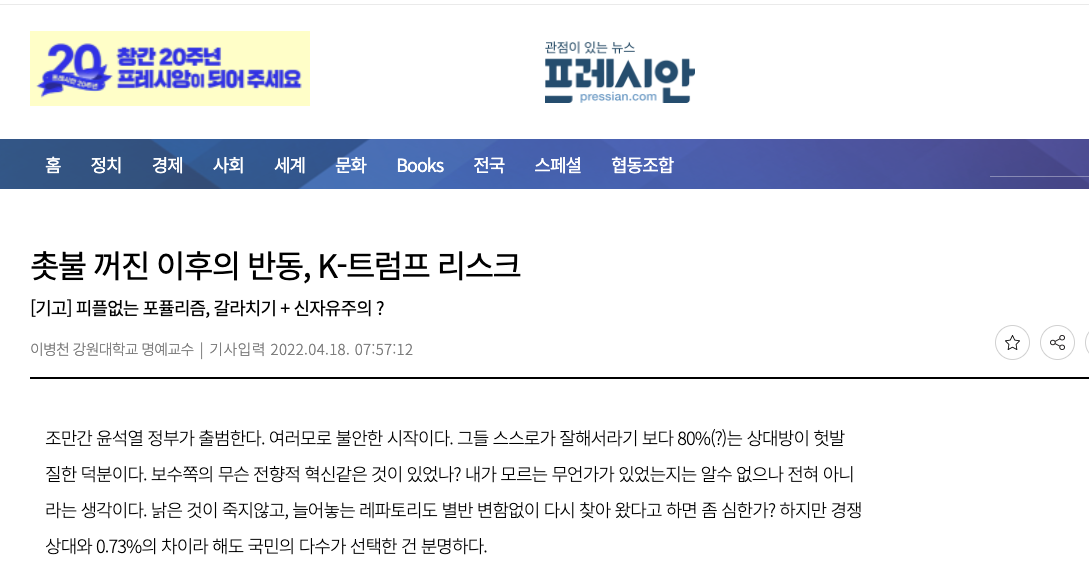 창간 20주년
20
프레시안 20주년
프레시앙이 되어 주세요
관점이 있는 뉴스
프레시안
pressian.com
홈 정치 경제 사회 세계 문화 Books 전국 스페셜 협동조합
촛불 꺼진 이후의 반동, K-트럼프 리스크
[기고] 피플없는 포퓰리즘, 갈라치기 + 신자유주의 ?
이병천 강원대학교 명예교수 | 기사입력 2022.04.18. 07:57:12
조만간 윤석열 정부가 출범한다. 여러모로 불안한 시작이다. 그들 스스로가 잘해서라기 보다 80%(?)는 상대방이 헛발
질한 덕분이다. 보수쪽의 무슨 전향적 혁신같은 것이 있었나? 내가 모르는 무언가가 있었는지는 알수 없으나 전혀 아니
라는 생각이다. 낡은 것이 죽지않고, 늘어놓는 레파토리도 별반 변함없이 다시 찾아 왔다고 하면 좀 심한가? 하지만 경쟁
상대와 0.73%의 차이라 해도 국민의 다수가 선택한 건 분명하다.